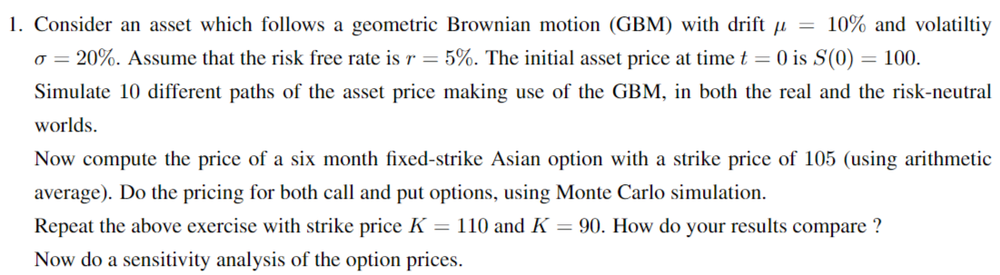 1. Consider an asset which follows a geometric Brownian motion (GBM) with drift μ = 10% and volatiltiy
σ = 20%. Assume that the risk free rate is r = 5%. The initial asset price at time t = 0 is S(0) = 100.
Simulate 10 different paths of the asset price making use of the GBM, in both the real and the risk-neutral
worlds.
Now compute the price of a six month fixed-strike Asian option with a strike price of 105 (using arithmetic
average). Do the pricing for both call and put options, using Monte Carlo simulation.
Repeat the above exercise with strike price K = 110 and K = 90. How do your results compare ?
Now do a sensitivity analysis of the option prices.